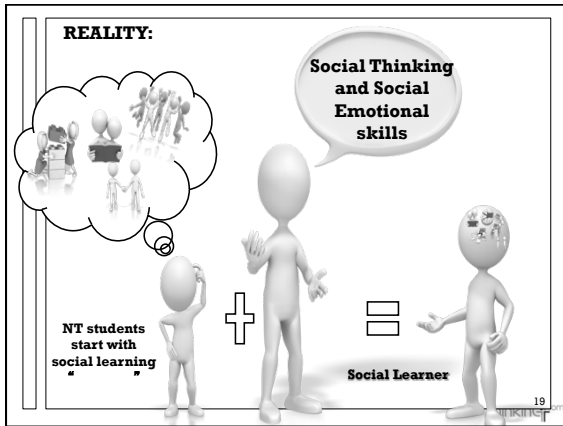 REALITY:
Social Thinking
and Social
Emotional
skills
NT students
start with
social learning
“ ”
Social Learner
19